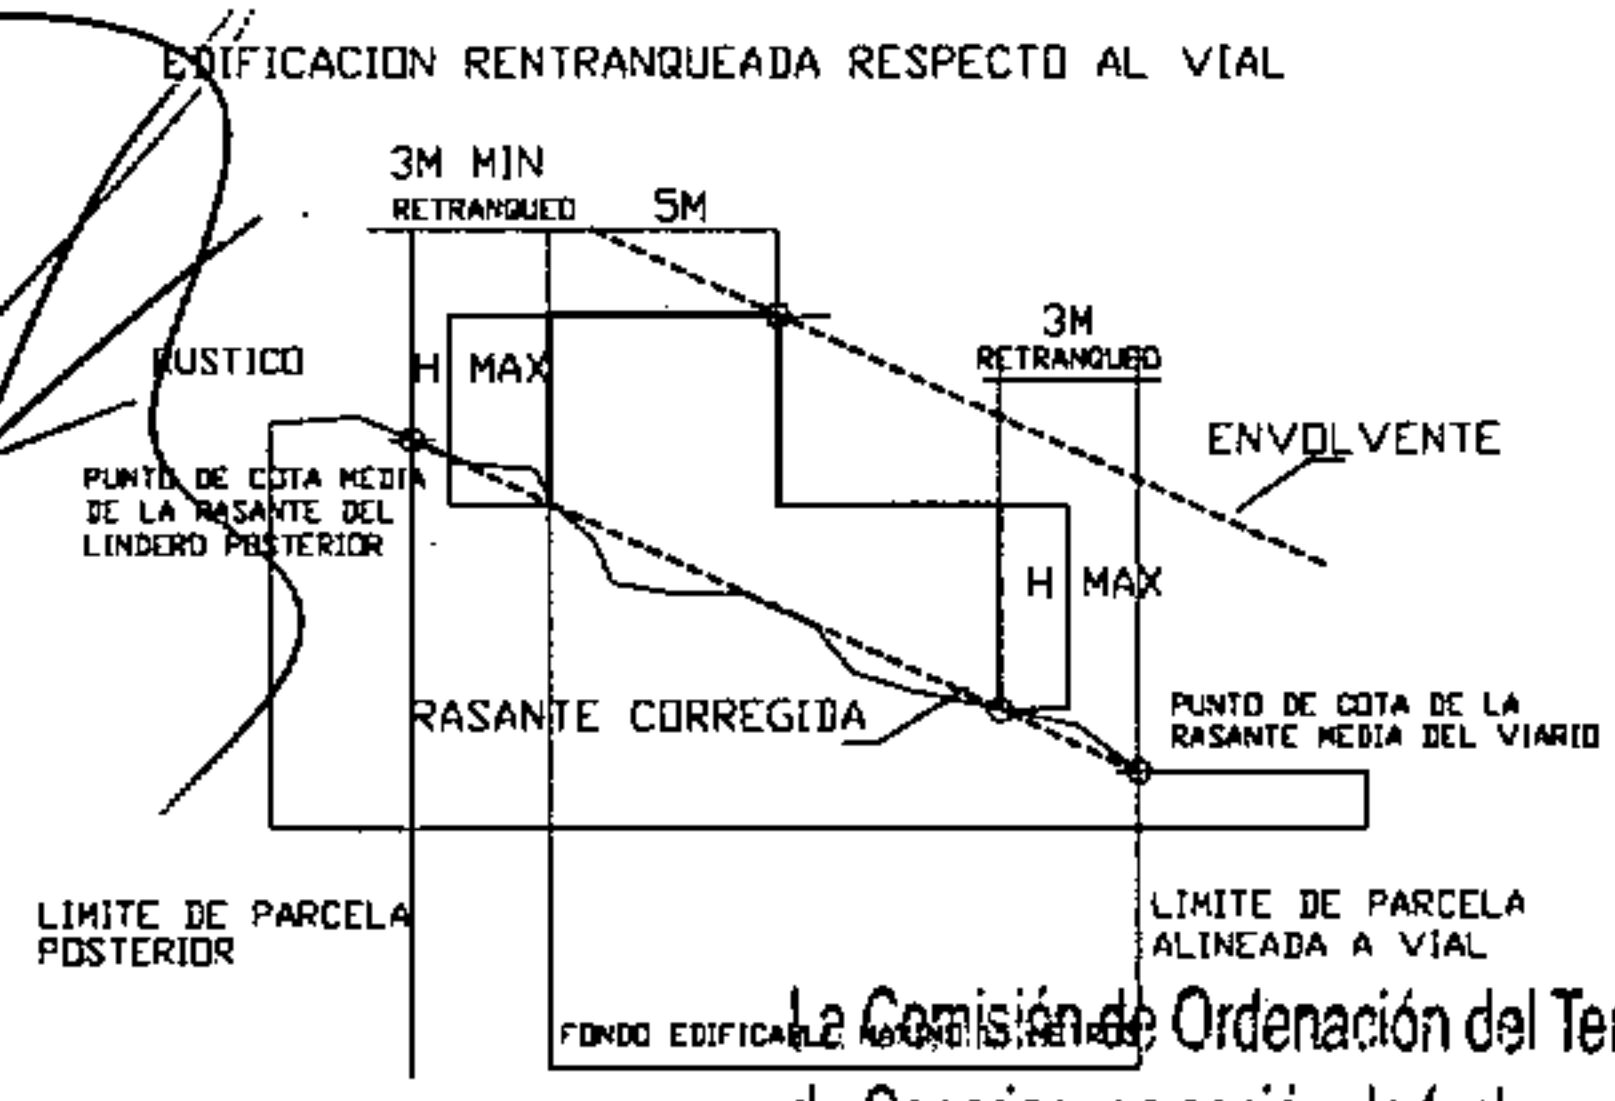 EDIFICACION RENTRANQUEADA RESPECTO AL VIAL
3M MIN
RETRANQUEO
5M
3M
RETRANQUEO
RUSTICO
H MAX
ENVOLVENTE
PUNTO DE COTA MEDIA
DE LA RASANTE DEL
LINDERO POSTERIOR
H MAX
RASANTE CORREGIDA
PUNTO DE COTA DE LA
RASANTE MEDIA DEL VIARIO
LIMITE DE PARCELA
POSTERIOR
LIMITE DE PARCELA
ALINEADA A VIAL
La Comisión de Ordenación del
FONDO EDIFICABLE